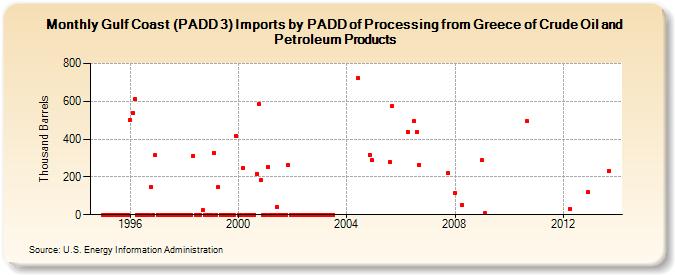 Monthly Gulf Coast (PADD 3) Imports by PADD of Processing from Greece of Crude Oil and
Petroleum Products
Thousand Barrels
800
600
400
200
0
1996
2000
2004
2008
2012
Source: U.S. Energy Information Administration